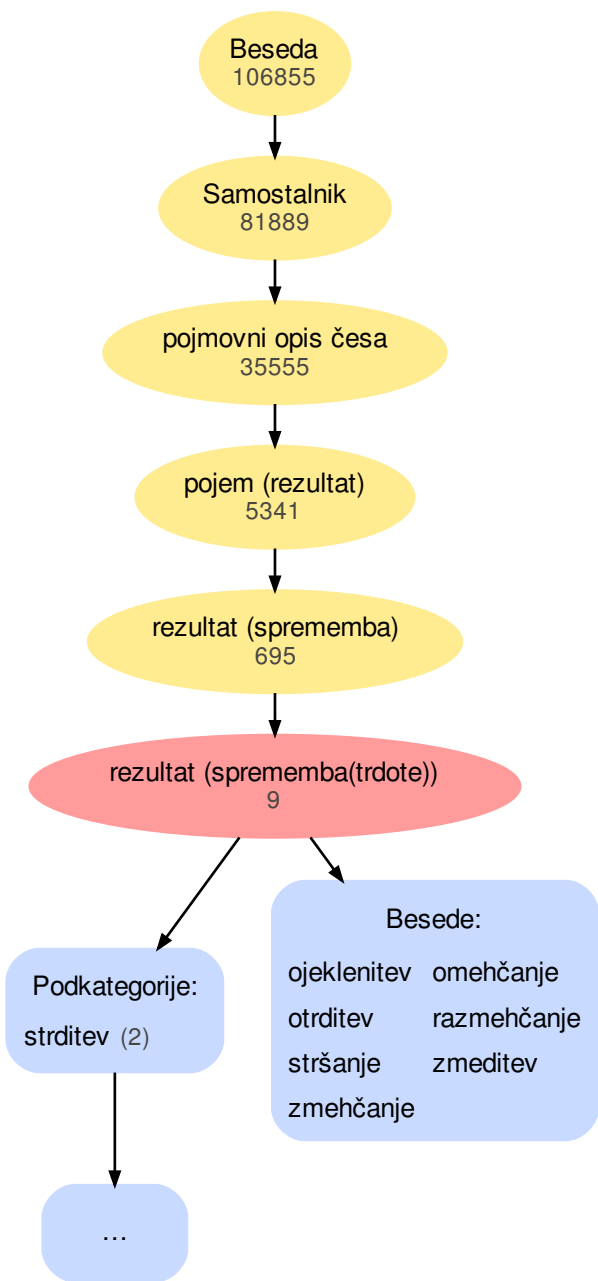 Beseda
106855
Samostalnik
81889
pojmovni opis česa
35555
pojem (rezultat)
5341
rezultat (sprememba)
695
rezultat (sprememba(trdote))
9
Podkategorije:
strditev (2)
...
Besede:
ojeklenitev omehčanje
otrditev razmehčanje
stršanje zmeditev
zmehčanje